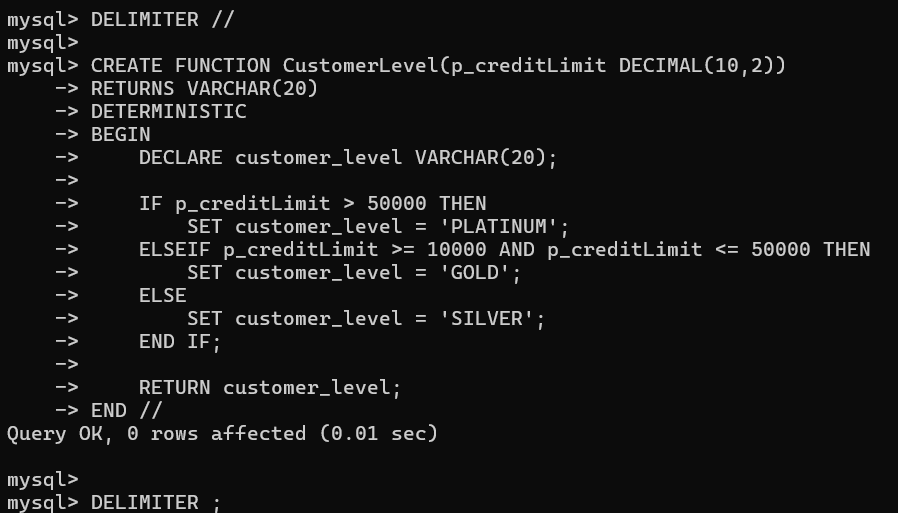 mysql> DELIMITER //
mysql>
mysql> CREATE FUNCTION CustomerLevel(p_creditLimit DECIMAL(10,2))
    -> RETURNS VARCHAR(20)
    -> DETERMINISTIC
    -> BEGIN
    ->     DECLARE customer_level VARCHAR(20);
    ->
    ->     IF p_creditLimit > 50000 THEN
    ->         SET customer_level = 'PLATINUM';
    ->     ELSEIF p_creditLimit >= 10000 AND p_creditLimit <= 50000 THEN
    ->         SET customer_level = 'GOLD';
    ->     ELSE
    ->         SET customer_level = 'SILVER';
    ->     END IF;
    ->
    ->     RETURN customer_level;
    -> END //
Query OK, 0 rows affected (0.01 sec)

mysql>
mysql> DELIMITER ;